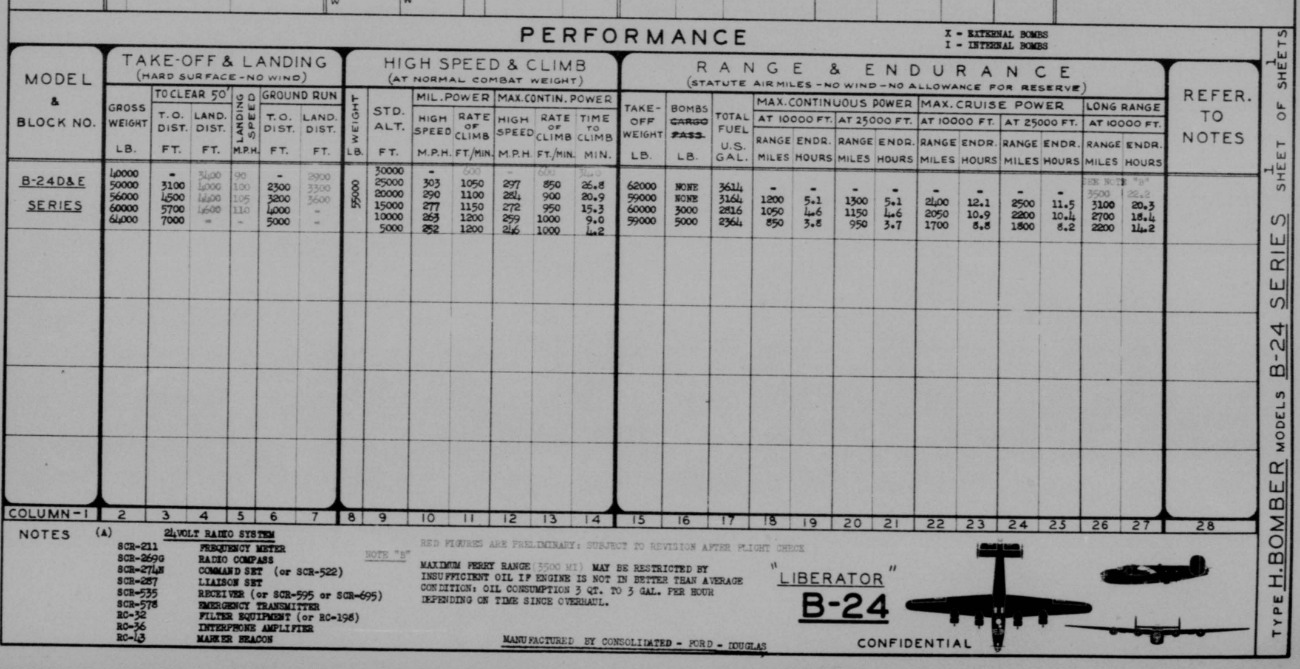 PERFORMANCE
X - EXTERNAL BOMBS
I - INTERNAL BOMBS
MODEL & BLOCK NO.
TAKE-OFF & LANDING
(HARD SURFACE-NO WIND)
HIGH SPEED & CLIMB
(AT NORMAL COMBAT WEIGHT)
RANGE & ENDURANCE
(STATUTE AIR MILES-NO WIND-NO ALLOWANCE FOR RESERVE)
REFER. TO NOTES
GROSS WEIGHT LB.
TO CLEAR 50'
T.O. DIST. FT.
LAND. DIST. FT.
LANDING SPEED M.P.H.
GROUND RUN
T.O. DIST. FT.
LAND. DIST. FT.
WEIGHT LB.
STD. ALT. FT.
MIL. POWER
HIGH SPEED M.P.H.
RATE OF CLIMB FT/MIN.
MAX. CONTIN. POWER
HIGH SPEED M.P.H.
RATE OF CLIMB FT./MIN.
TIME TO CLIMB MIN.
TAKE-OFF WEIGHT LB.
BOMBS CARGO PASS. LB.
TOTAL FUEL U.S. GAL.
MAX. CONTINUOUS POWER
AT 10000 FT. AT 25000 FT.
RANGE MILES ENDR. HOURS RANGE MILES ENDR. HOURS
MAX. CRUISE POWER
AT 10000 FT. AT 25000 FT.
RANGE MILES ENDR. HOURS RANGE MILES ENDR. HOURS
LONG RANGE
AT 10000 FT.
RANGE MILES ENDR. HOURS
B-24D&E
SERIES
40000 - 3400 90 - 2900
50000 3100 4000 100 2300 3300
56000 4500 4400 105 3200 3600
60000 5700 4600 110 4000 -
64000 7000 - - 5000 -
55000
30000 - 600 - 600
25000 303 1050 297 850 26.8
20000 290 1100 284 900 20.9
15000 277 1150 272 950 15.3
10000 263 1200 259 1000 9.0
5000 252 1200 246 1000 4.2
SEE NOTE "B"
62000 NONE 3614 - - - - - - - - 3500 22.9
59000 NONE 3164 1200 5.1 1300 5.1 2400 12.1 2500 11.5 3100 20.3
60000 3000 2816 1050 4.6 1150 4.6 2050 10.9 2200 10.4 2700 18.4
59000 5000 2364 850 3.8 950 3.7 1700 8.8 1800 8.2 2200 14.2
COLUMN-1 2 3 4 5 6 7 8 9 10 11 12 13 14 15 16 17 18 19 20 21 22 23 24 25 26 27 28
NOTES (A) 24VOLT RADIO SYSTEM
SCR-211 FREQUENCY METER
SCR-269G RADIO COMPASS
SCR-274N COMMAND SET (or SCR-522)
SCR-287 LIAISON SET
SCR-535 RECEIVER (or SCR-595 or SCR-695)
SCR-578 EMERGENCY TRANSMITTER
RC-32 FILTER EQUIPMENT (or RC-198)
RC-36 INTERPHONE AMPLIFIER
RC-43 MARKER BEACON
RED FIGURES ARE PRELIMINARY: SUBJECT TO REVISION AFTER FLIGHT CHECK
NOTE "B"
MAXIMUM FERRY RANGE (3500 MI) MAY BE RESTRICTED BY
INSUFFICIENT OIL IF ENGINE IS NOT IN BETTER THAN AVERAGE
CONDITION: OIL CONSUMPTION 3 QT. TO 3 GAL. PER HOUR
DEPENDING ON TIME SINCE OVERHAUL.
MANUFACTURED BY CONSOLIDATED - FORD - DOUGLAS
"LIBERATOR"
B-24
CONFIDENTIAL
TYPE H.BOMBER MODELS B-24 SERIES SHEET 1 OF 1 SHEETS